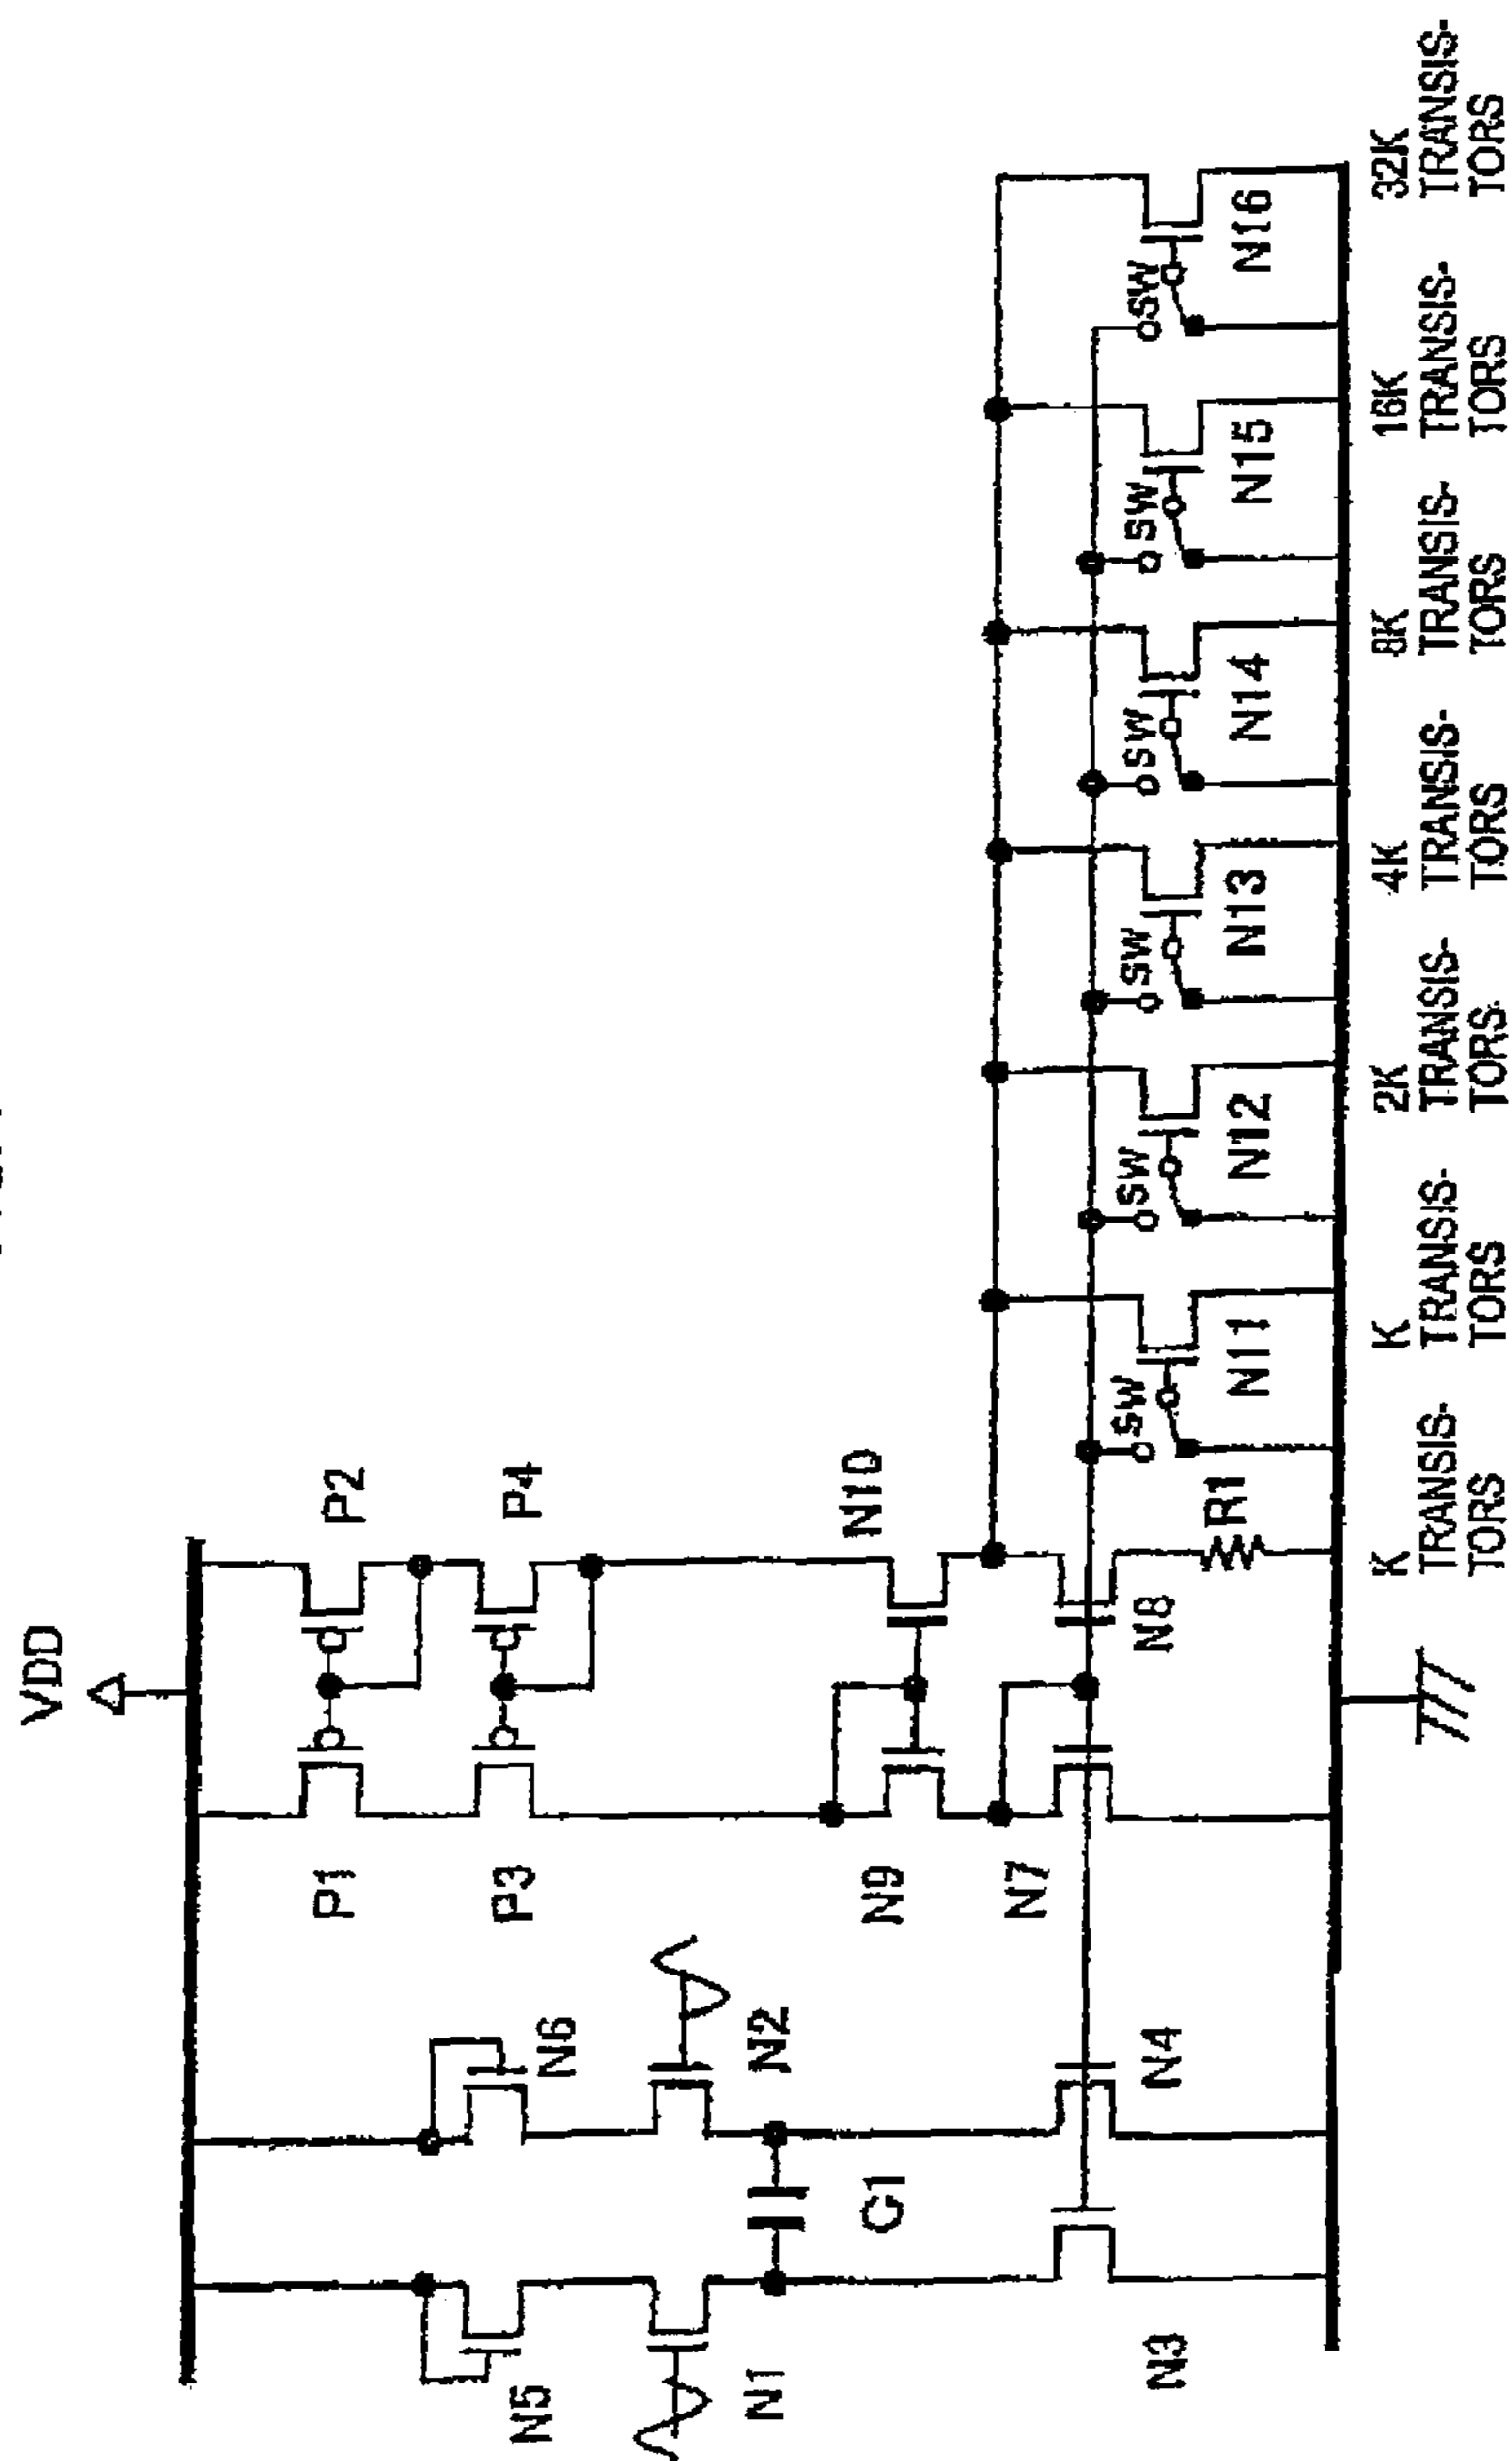 VDD
P1
P2
P3
P4
N5
N6
N1
N2
C1
N9
N10
N7
N8
N3
N4
R1
SW
N11
SW
N12
SW
N13
SW
N14
SW
N15
SW
N16
K
TRANSIS-
TORS
K
TRANSIS-
TORS
2K
TRANSIS-
TORS
4K
TRANSIS-
TORS
8K
TRANSIS-
TORS
16K
TRANSIS-
TORS
32K
TRANSIS-
TORS